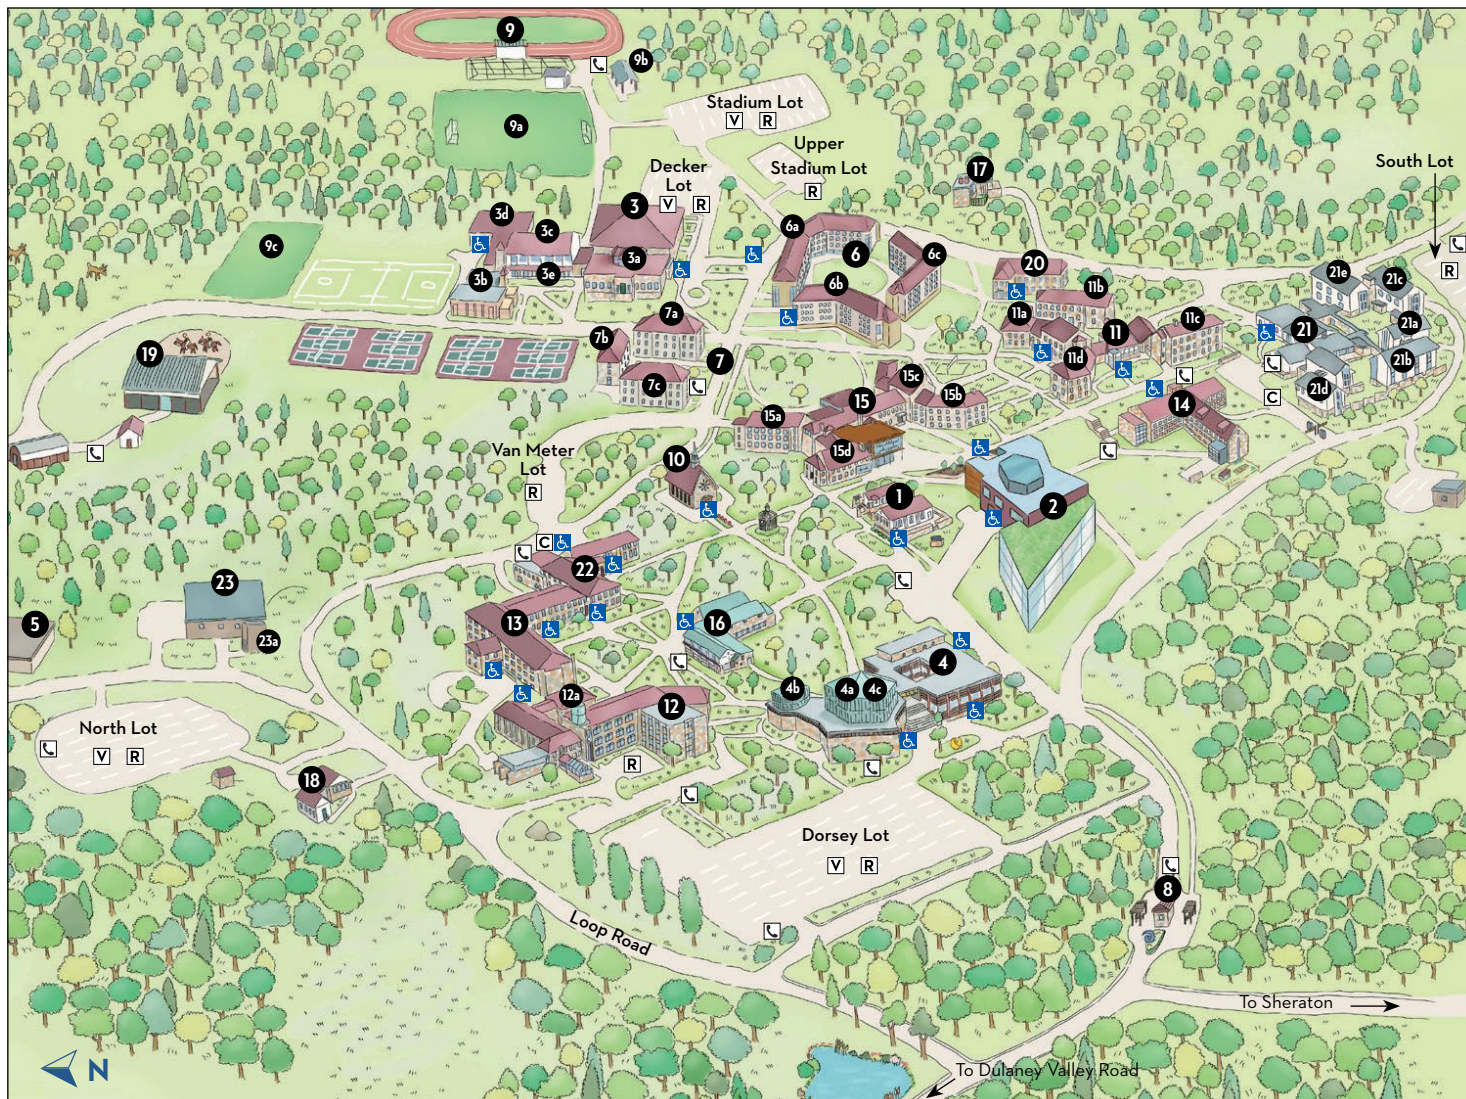 9
9b
Stadium Lot
V R
9a
Upper
Stadium Lot
R
Decker
Lot
V R
17
South Lot
R
3d
3c
3
3a
3e
3b
9c
6a
6
6c
6b
20
11b
11a
11
11c
11d
21e
21c
21
21a
21b
21d
C
7a
7b
7
7c
19
15c
15
15b
15a
15d
14
Van Meter
Lot
R
10
1
2
C
22
23
23a
5
13
16
4
4b
4a
4c
12a
12
R
North Lot
V R
18
Dorsey Lot
V R
8
Loop Road
To Sheraton
To Dulaney Valley Road
N